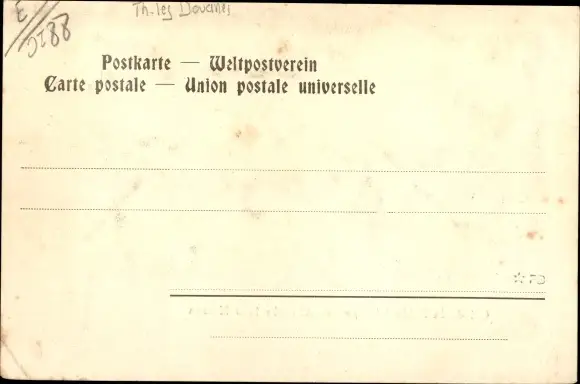 Th. les Douanes
Postkarte — Weltpostverein
Carte postale — Union postale universelle